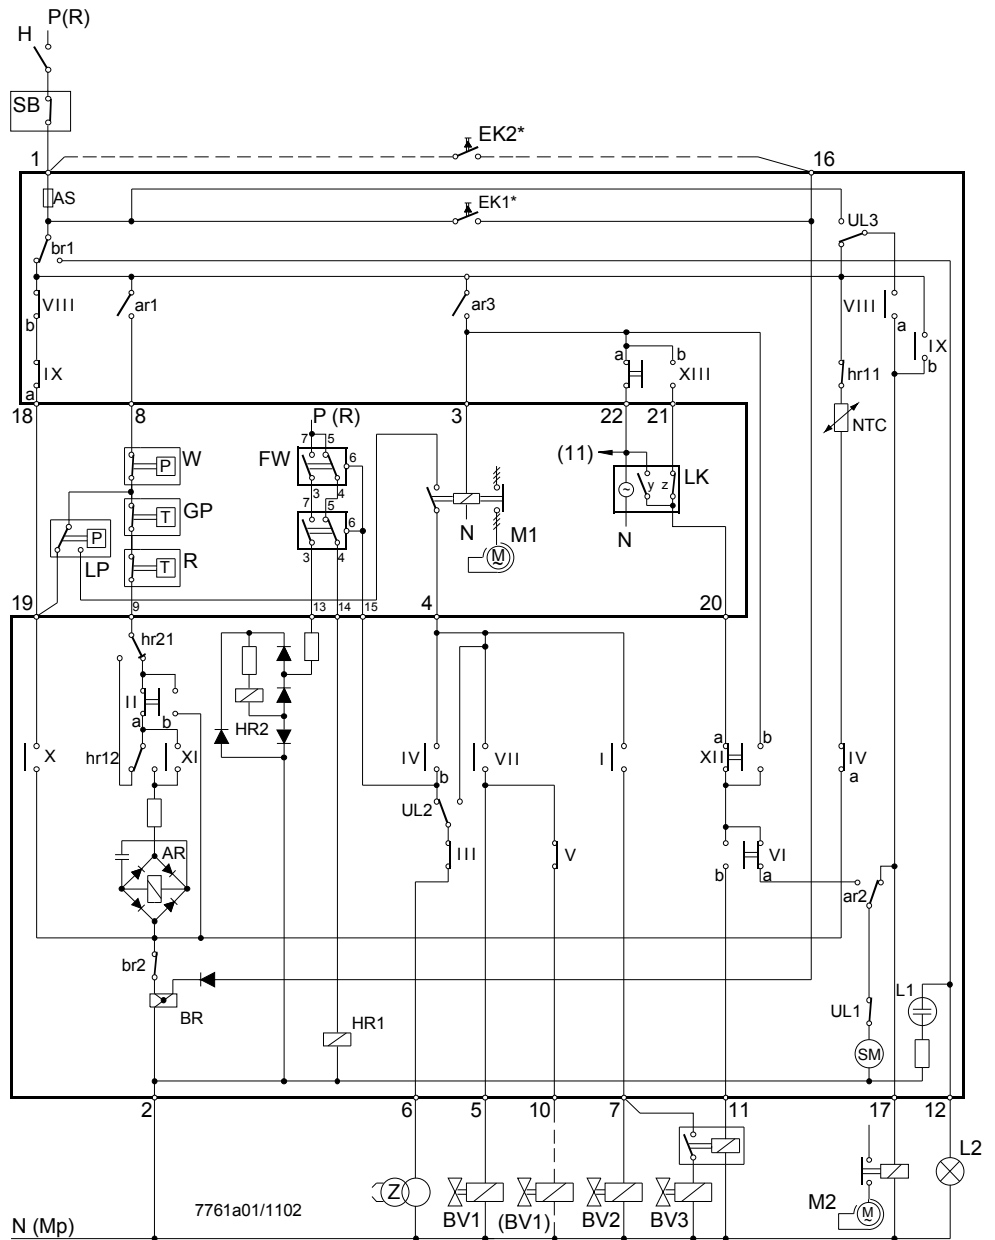 P(R)
H
SB
EK2*
1
16
AS
EK1*
UL3
br1
VIII
ar1
ar3
VIII
b
a
b
a
IX
IX
XIII
hr11
b
a
18
8
P (R)
3
22
21
NTC
7
5
W
FW
6
(11)
P
3
4
y
z
LK
GP
7
5
T
6
N
N
M1
P
R
3
4
M
T
LP
19
9
13
14
15
4
20
hr21
II
a
b
HR2
a
b
X
hr12
XI
IV
VII
I
XII
IV
b
a
UL2
AR
III
V
VI
b
a
ar2
br2
L1
BR
HR1
UL1
SM
2
6
5
10
7
11
17
12
L2
Z
7761a01/1102
M2
M
BV1
(BV1)
BV2
BV3
N (Mp)